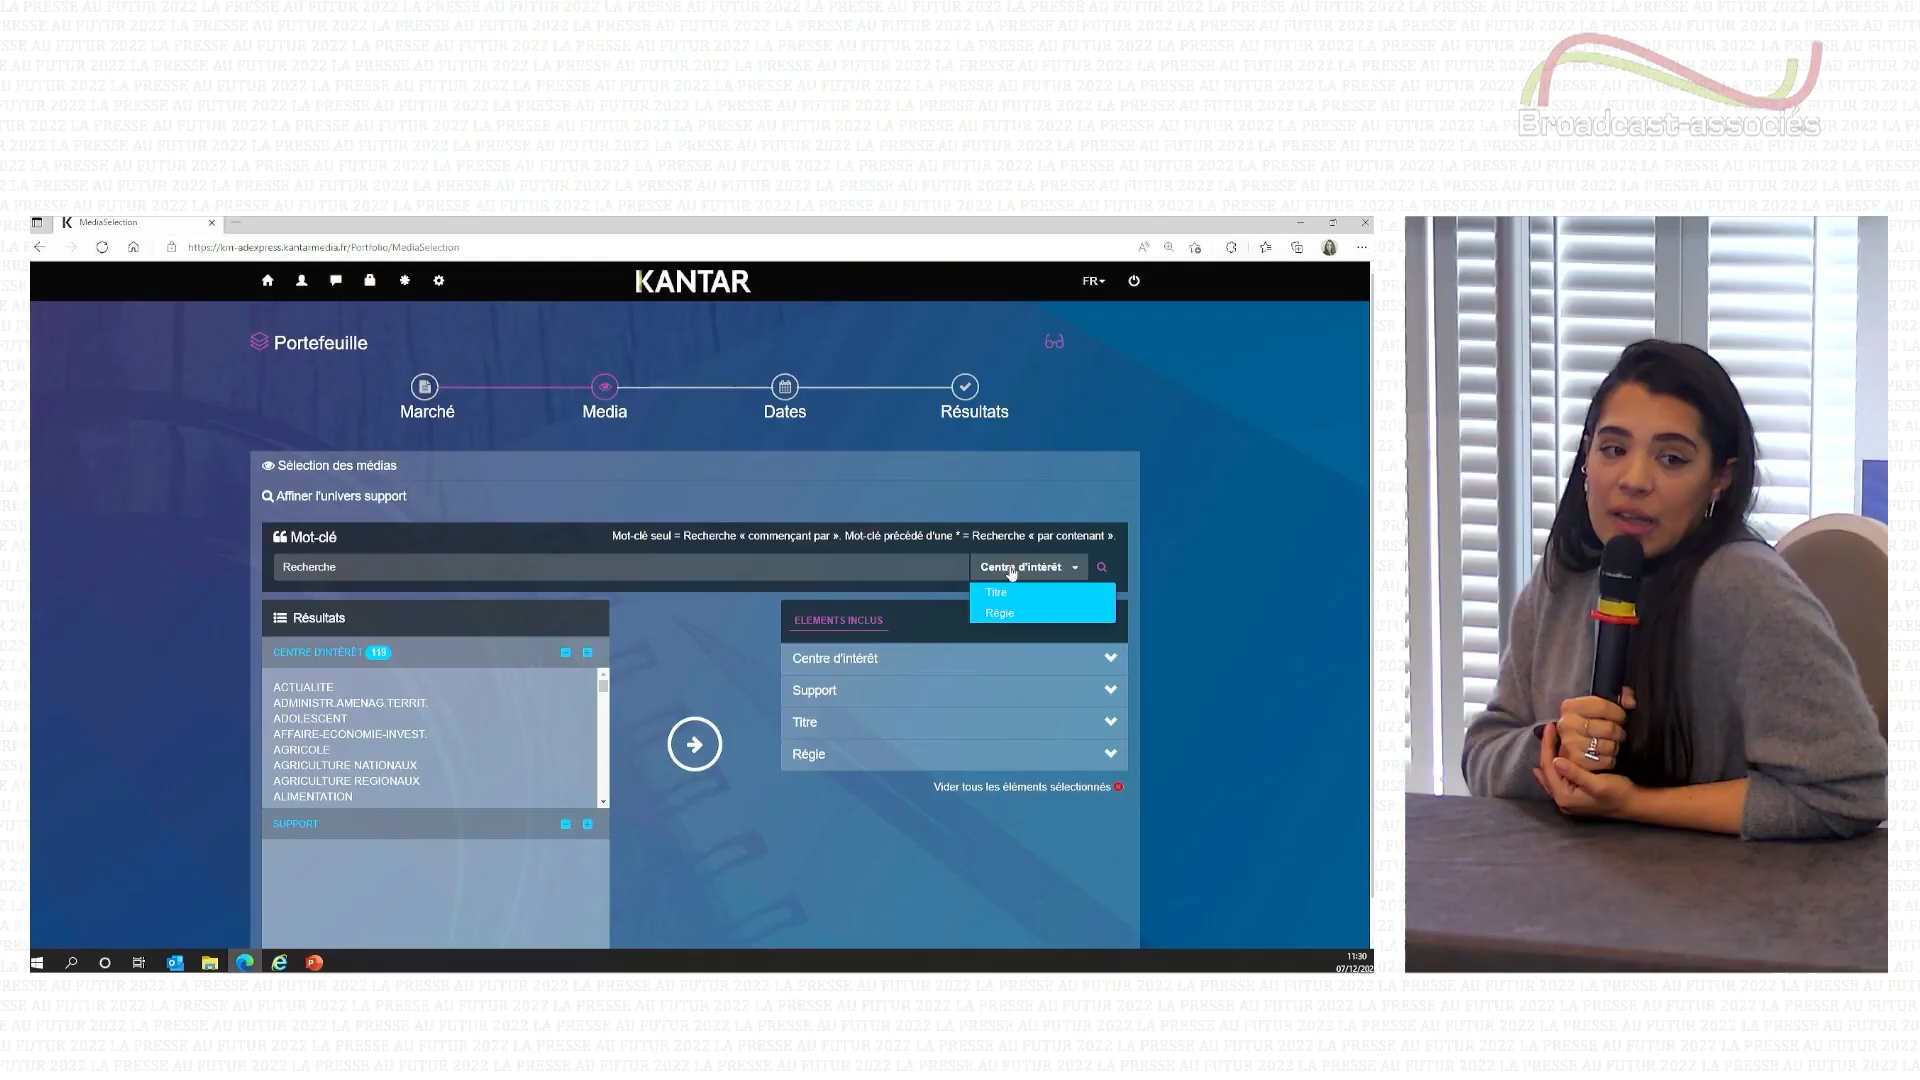 LA PRESSE AU FUTUR 2022
Broadcast-associés
K MediaSelection
https://km-adexpress.kantarmedia.fr/Portfolio/MediaSelection
KANTAR
FR
Portefeuille
Marché
Media
Dates
Résultats
Sélection des médias
Affiner l'univers support
Mot-clé
Mot-clé seul = Recherche « commençant par ». Mot-clé précédé d'une * = Recherche « par contenant ».
Recherche
Centre d'intérêt
Titre
Régie
Résultats
CENTRE D'INTÉRÊT 119
ACTUALITE
ADMINISTR.AMENAG.TERRIT.
ADOLESCENT
AFFAIRE-ECONOMIE-INVEST.
AGRICOLE
AGRICULTURE NATIONAUX
AGRICULTURE REGIONAUX
ALIMENTATION
SUPPORT
ELEMENTS INCLUS
Centre d'intérêt
Support
Titre
Régie
Vider tous les éléments sélectionnés
11:30
07/12/202